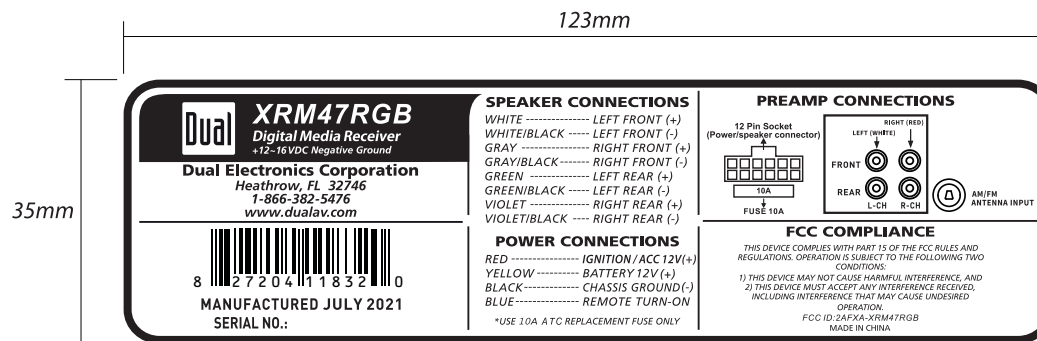 123mm
35mm
Dual
XRM47RGB
Digital Media Receiver
+12~16VDC Negative Ground
Dual Electronics Corporation
Heathrow, FL 32746
1-866-382-5476
www.dualav.com
8 27204 11832 0
MANUFACTURED JULY 2021
SERIAL NO.:
SPEAKER CONNECTIONS
WHITE --------------- LEFT FRONT (+)
WHITE/BLACK ----- LEFT FRONT (-)
GRAY --------------- RIGHT FRONT (+)
GRAY/BLACK------- RIGHT FRONT (-)
GREEN -------------- LEFT REAR (+)
GREEN/BLACK ----- LEFT REAR (-)
VIOLET ------------- RIGHT REAR (+)
VIOLET/BLACK ---- RIGHT REAR (-)
POWER CONNECTIONS
RED ---------------- IGNITION / ACC 12V(+)
YELLOW ----------- BATTERY 12V (+)
BLACK------------- CHASSIS GROUND(-)
BLUE-------------- REMOTE TURN-ON
*USE 10A ATC REPLACEMENT FUSE ONLY
PREAMP CONNECTIONS
12 Pin Socket
(Power/speaker connector)
10A
FUSE 10A
RIGHT (RED)
LEFT (WHITE)
FRONT
REAR
L-CH R-CH
AM/FM
ANTENNA INPUT
FCC COMPLIANCE
THIS DEVICE COMPLIES WITH PART 15 OF THE FCC RULES AND
REGULATIONS. OPERATION IS SUBJECT TO THE FOLLOWING TWO
CONDITIONS:
1) THIS DEVICE MAY NOT CAUSE HARMFUL INTERFERENCE, AND
2) THIS DEVICE MUST ACCEPT ANY INTERFERENCE RECEIVED,
INCLUDING INTERFERENCE THAT MAY CAUSE UNDESIRED
OPERATION.
FCC ID:2AFXA-XRM47RGB
MADE IN CHINA